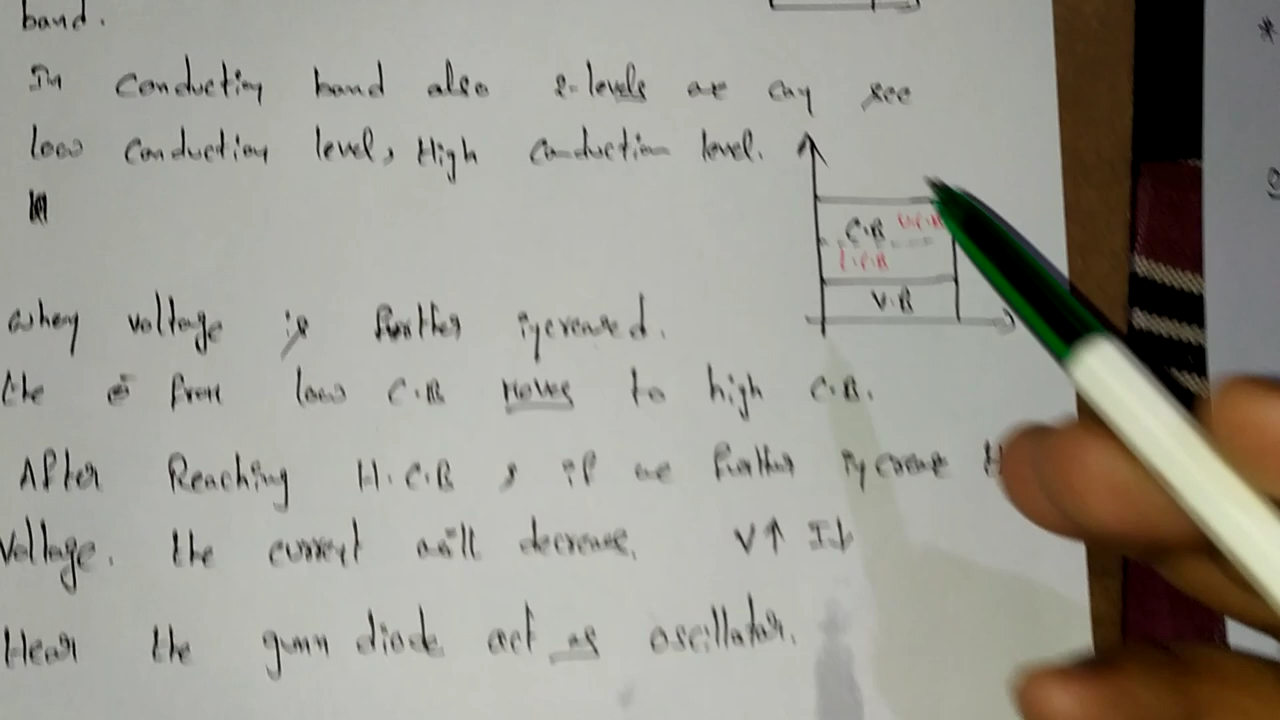 band.
In conducting band also 2-levels are can see
low conduction level, High conduction level.
C.B U.C.B
L.C.B
V.B
when voltage is further increased.
the e⁻ from low C.B moves to high C.B.
After Reaching H.C.B , if we further increase
Voltage. the current will decrease. V↑ I↓
Hear the gunn diode act as oscillator.